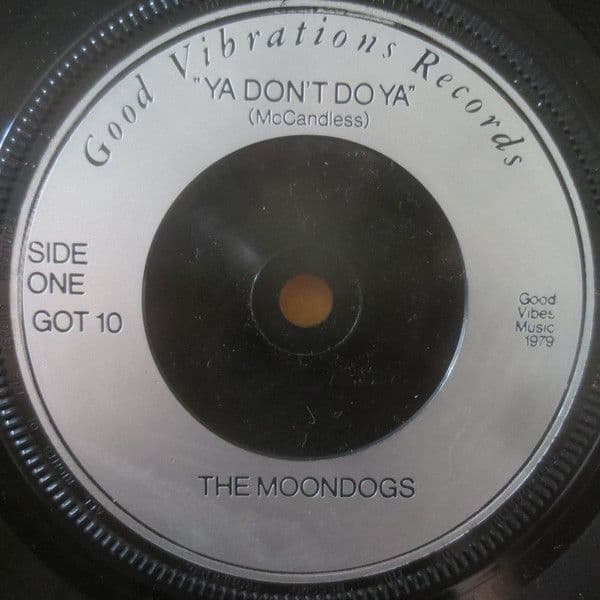 Good Vibrations Records
"YA DON'T DO YA"
(McCandless)
SIDE
ONE
GOT 10
Good
Vibes
Music
1979
THE MOONDOGS